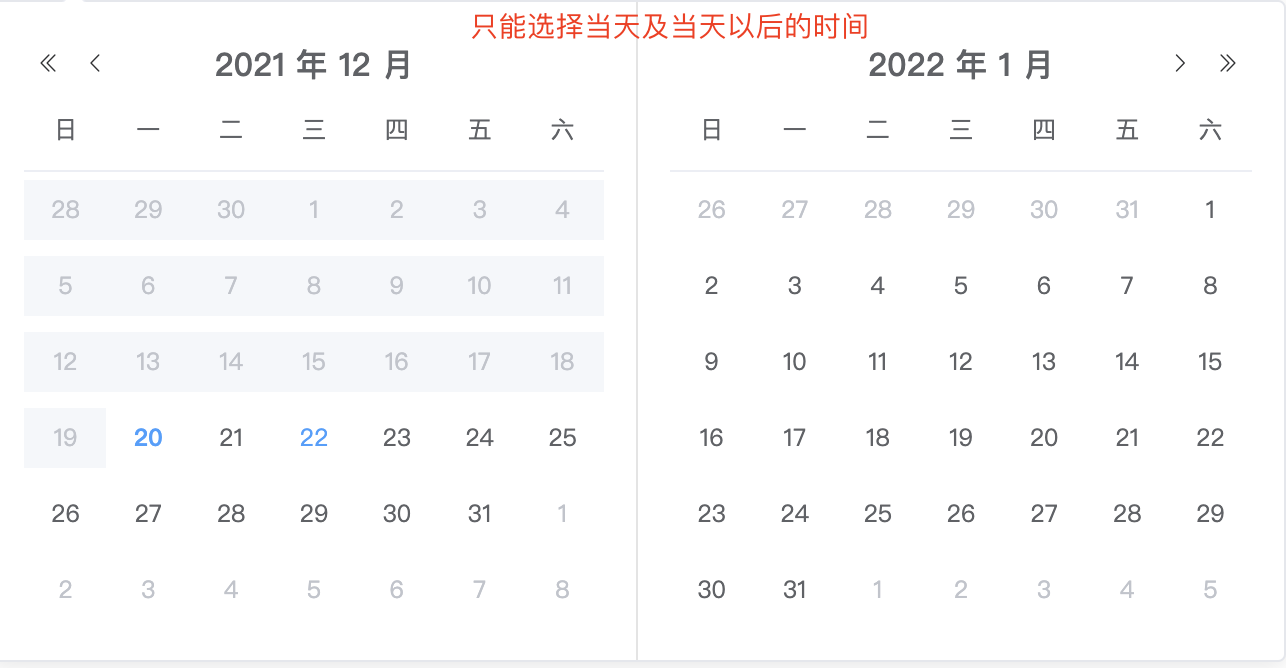 只能选择当天及当天以后的时间
2021 年 12 月
日 一 二 三 四 五 六
28 29 30 1 2 3 4
5 6 7 8 9 10 11
12 13 14 15 16 17 18
19 20 21 22 23 24 25
26 27 28 29 30 31 1
2 3 4 5 6 7 8
2022 年 1 月
日 一 二 三 四 五 六
26 27 28 29 30 31 1
2 3 4 5 6 7 8
9 10 11 12 13 14 15
16 17 18 19 20 21 22
23 24 25 26 27 28 29
30 31 1 2 3 4 5